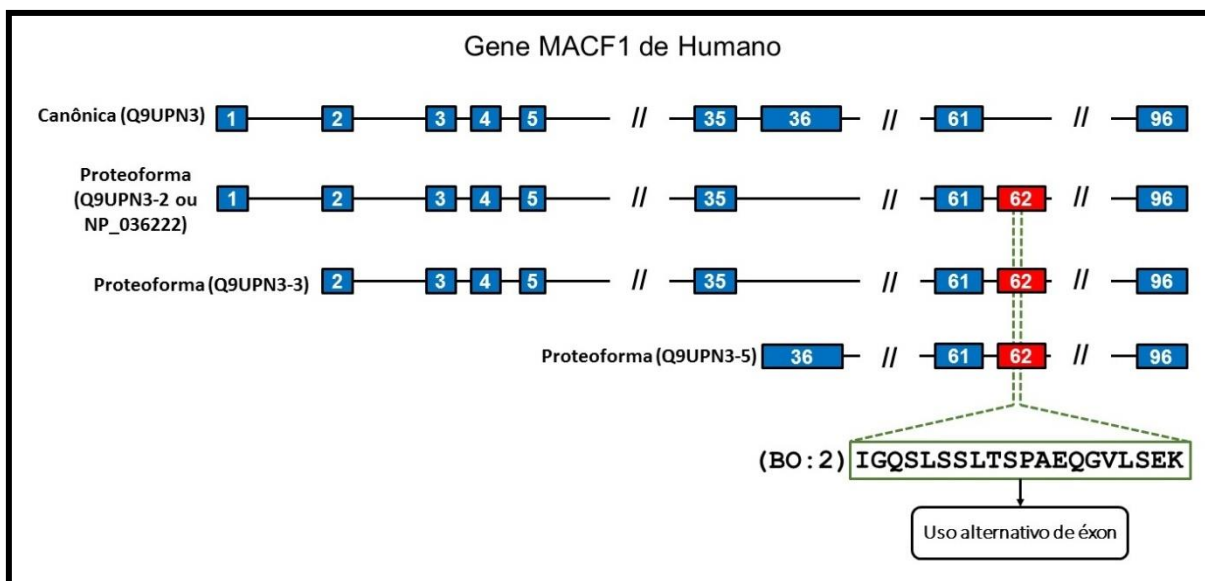 Gene MACF1 de Humano
Canônica (Q9UPN3) 1 2 3 4 5 // 35 36 // 61 // 96
Proteoforma
(Q9UPN3-2 ou
NP_036222)
1 2 3 4 5 // 35 // 61 62 // 96
Proteoforma (Q9UPN3-3) 2 3 4 5 // 35 // 61 62 // 96
Proteoforma (Q9UPN3-5) 36 // 61 62 // 96
(BO:2) IGQSLSSLTSPAEQGVLSEK
Uso alternativo de éxon